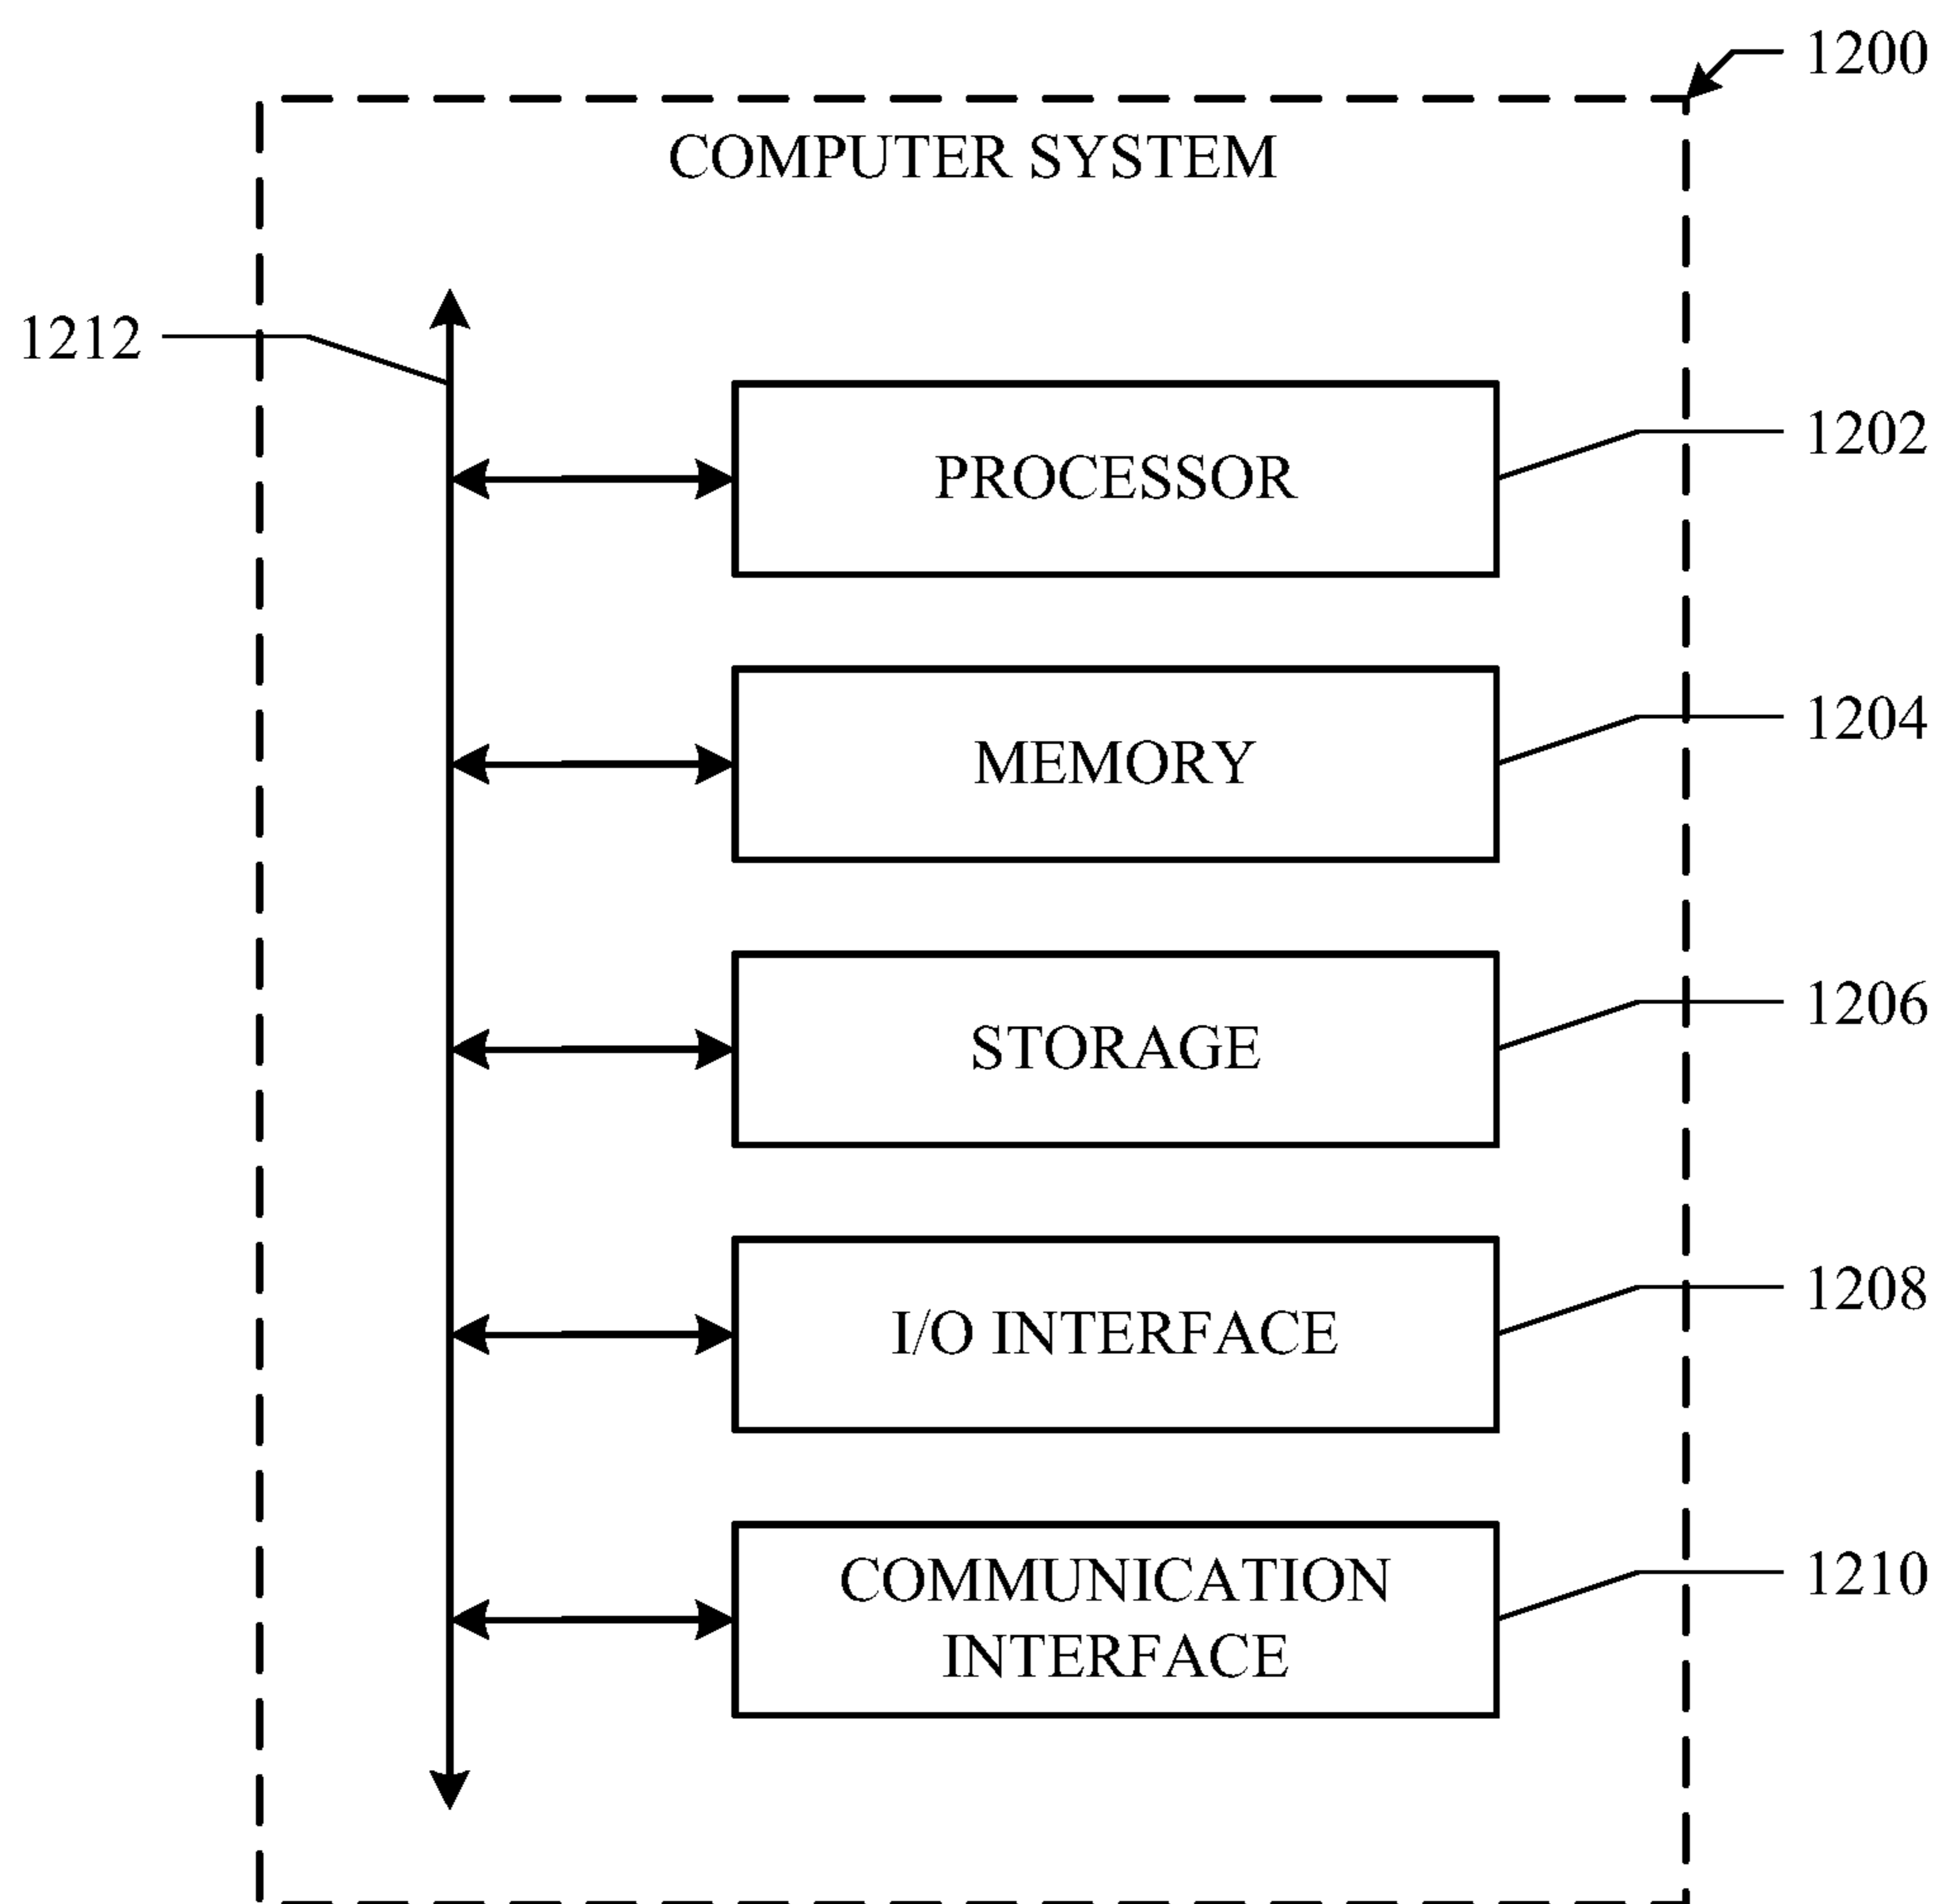 1200
COMPUTER SYSTEM
1212
1202
PROCESSOR
1204
MEMORY
1206
STORAGE
1208
I/O INTERFACE
1210
COMMUNICATION
INTERFACE